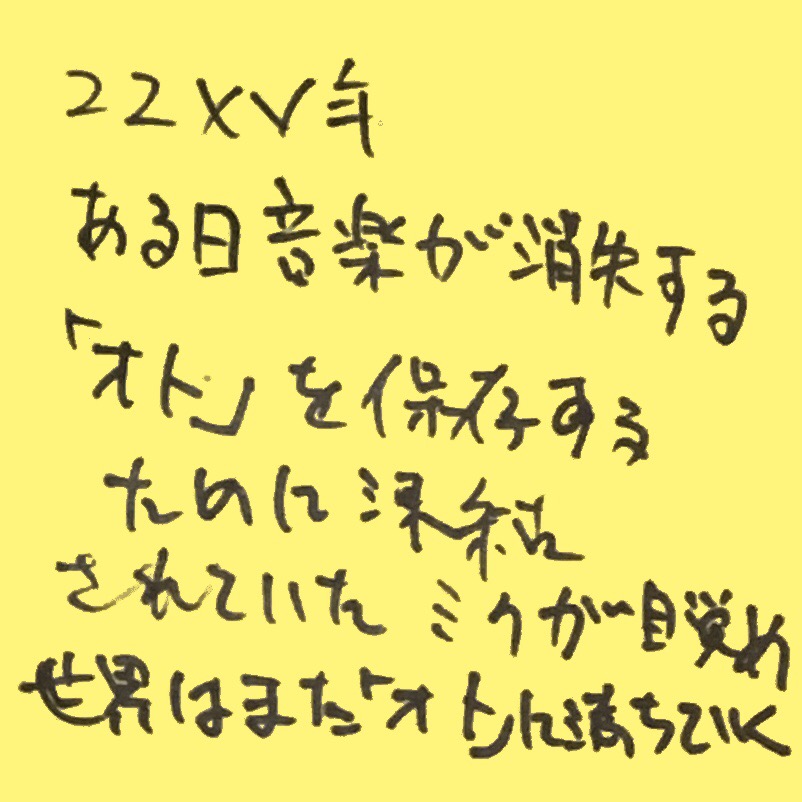 22XV年
ある日音楽が消失する
「オト」を保存する
ために凍結
されていたミクが目覚め
世界はまた「オト」に満ちていく